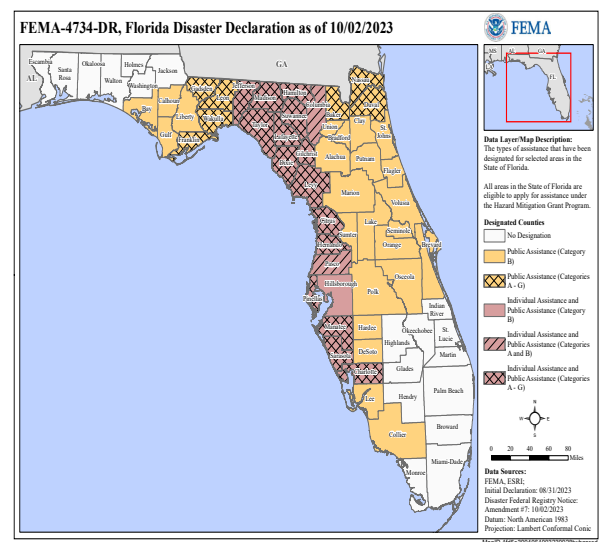 FEMA-4734-DR, Florida Disaster Declaration as of 10/02/2023
FEMA
GA
AL
Escambia
Santa
Rosa
Okaloosa
Walton
Holmes
Washington
Jackson
Bay
Calhoun
Gulf
Liberty
Gadsden
Franklin
Leon
Wakulla
Jefferson
Madison
Taylor
Hamilton
Suwannee
Lafayette
Dixie
Columbia
Gilchrist
Levy
Baker
Union
Bradford
Alachua
Nassau
Duval
Clay
St.
Johns
Putnam
Flagler
Marion
Volusia
Citrus
Sumter
Lake
Hernando
Pasco
Seminole
Orange
Brevard
Hillsborough
Pinellas
Polk
Osceola
Indian
River
Manatee
Hardee
Okeechobee
St.
Lucie
Highlands
Sarasota
DeSoto
Martin
Charlotte
Glades
Lee
Hendry
Palm Beach
Collier
Broward
Monroe
Miami-Dade
MS
AL
GA
FL
Data Layer/Map Description:
The types of assistance that have been
designated for selected areas in the
State of Florida.
All areas in the State of Florida are
eligible to apply for assistance under
the Hazard Mitigation Grant Program.
Designated Counties
No Designation
Public Assistance (Category
B)
Public Assistance (Categories
A - G)
Individual Assistance and
Public Assistance (Category
B)
Individual Assistance and
Public Assistance (Categories
A and B)
Individual Assistance and
Public Assistance (Categories
A - G)
N
W
E
S
0 20 40 60 80
Miles
Data Sources:
FEMA, ESRI;
Initial Declaration: 08/31/2023
Disaster Federal Registry Notice:
Amendment #7: 10/02/2023
Datum: North American 1983
Projection: Lambert Conformal Conic